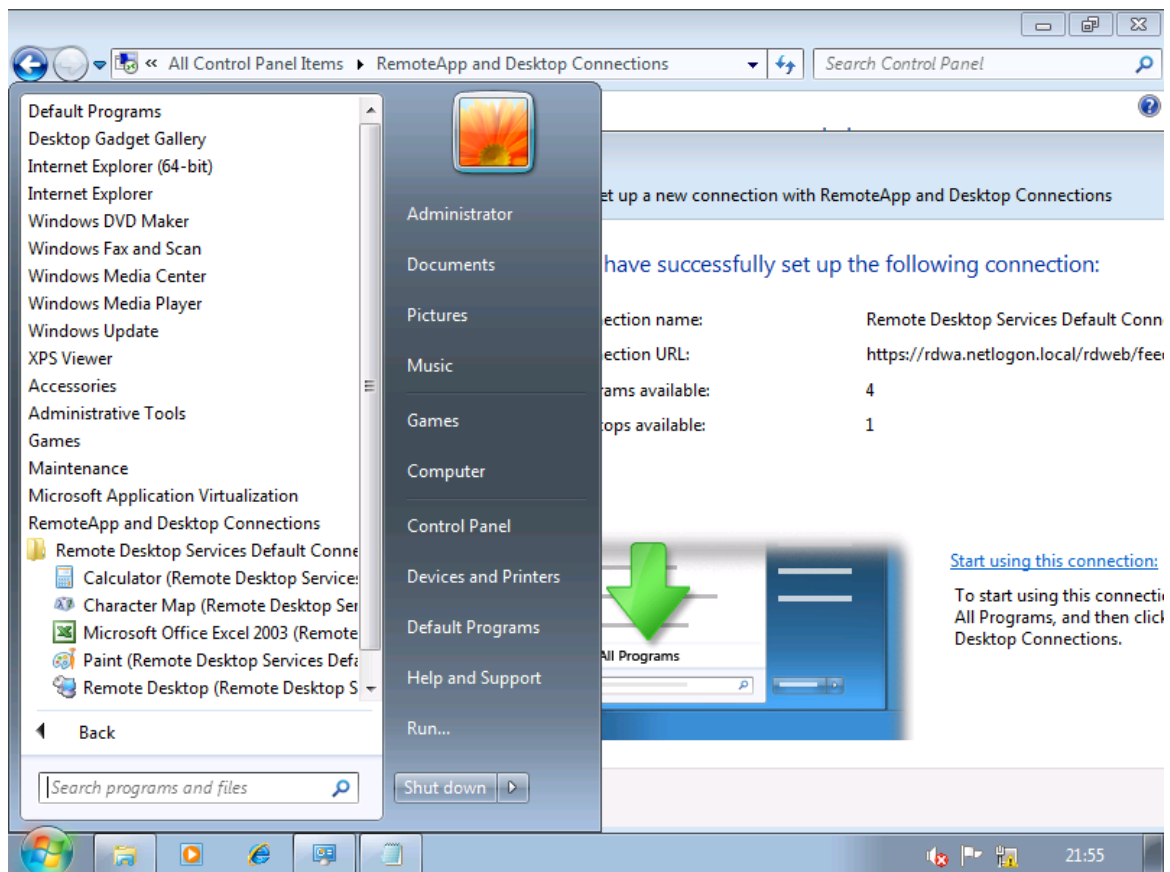 « All Control Panel Items ▸ RemoteApp and Desktop Connections
Search Control Panel
Default Programs
Desktop Gadget Gallery
Internet Explorer (64-bit)
Internet Explorer
Windows DVD Maker
Windows Fax and Scan
Windows Media Center
Windows Media Player
Windows Update
XPS Viewer
Accessories
Administrative Tools
Games
Maintenance
Microsoft Application Virtualization
RemoteApp and Desktop Connections
Remote Desktop Services Default Conne
Calculator (Remote Desktop Services
Character Map (Remote Desktop Ser
Microsoft Office Excel 2003 (Remote
Paint (Remote Desktop Services Defa
Remote Desktop (Remote Desktop S
Back
Search programs and files
Administrator
Documents
Pictures
Music
Games
Computer
Control Panel
Devices and Printers
Default Programs
Help and Support
Run...
Shut down
et up a new connection with RemoteApp and Desktop Connections
have successfully set up the following connection:
ection name: Remote Desktop Services Default Conn
ection URL: https://rdwa.netlogon.local/rdweb/fee
rams available: 4
tops available: 1
All Programs
Start using this connection:
To start using this connecti
All Programs, and then click
Desktop Connections.
21:55